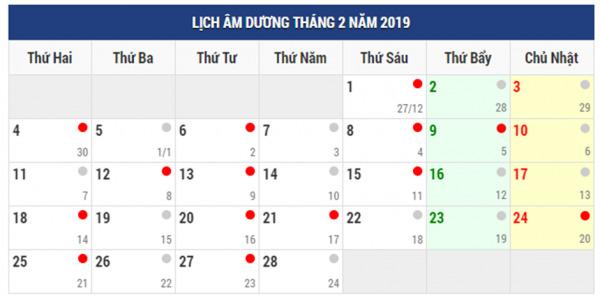 LỊCH ÂM DƯƠNG THÁNG 2 NĂM 2019
Thứ Hai Thứ Ba Thứ Tư Thứ Năm Thứ Sáu Thứ Bẩy Chủ Nhật
1 2 3
27/12 28 29
4 5 6 7 8 9 10
30 1/1 2 3 4 5 6
11 12 13 14 15 16 17
7 8 9 10 11 12 13
18 19 20 21 22 23 24
14 15 16 17 18 19 20
25 26 27 28
21 22 23 24